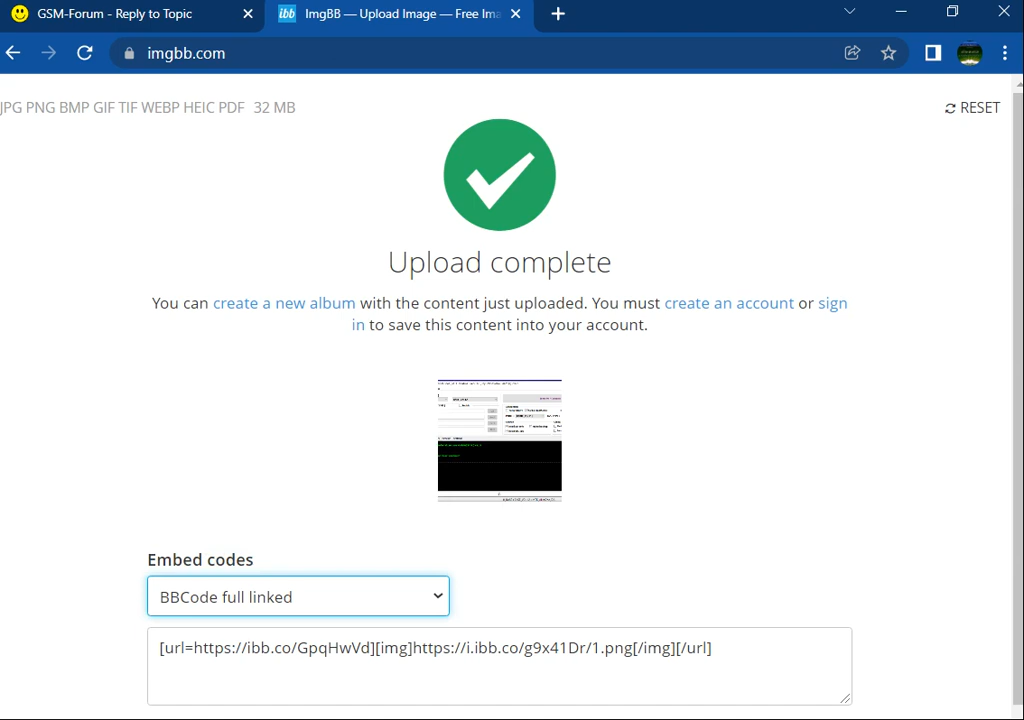 GSM-Forum - Reply to Topic
ibb ImgBB — Upload Image — Free Ima
imgbb.com
JPG PNG BMP GIF TIF WEBP HEIC PDF 32 MB
RESET
Upload complete
You can create a new album with the content just uploaded. You must create an account or sign
in to save this content into your account.
Embed codes
BBCode full linked
[url=https://ibb.co/GpqHwVd][img]https://i.ibb.co/g9x41Dr/1.png[/img][/url]